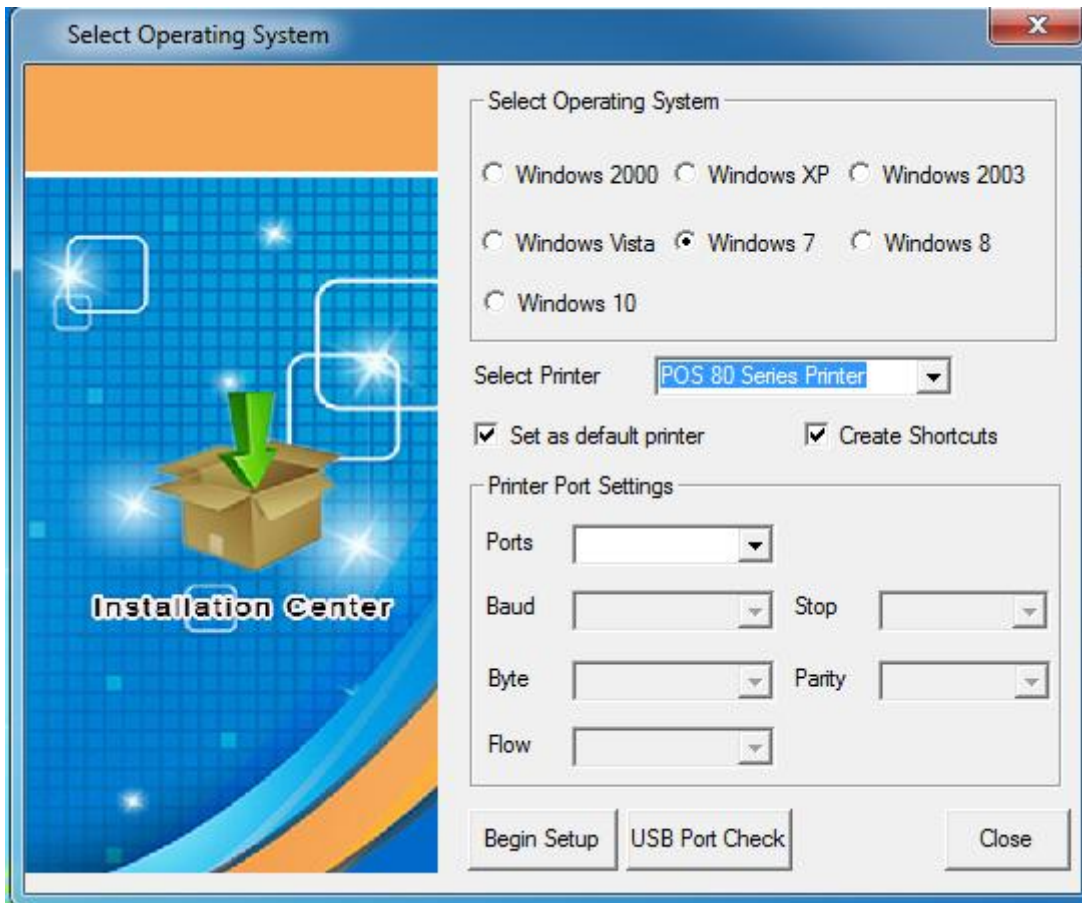 Select Operating System
Select Operating System
Windows 2000 Windows XP Windows 2003
Windows Vista Windows 7 Windows 8
Windows 10
Select Printer POS 80 Series Printer
Set as default printer Create Shortcuts
Printer Port Settings
Ports
Baud Stop
Byte Parity
Flow
Installation Center
Begin Setup USB Port Check Close